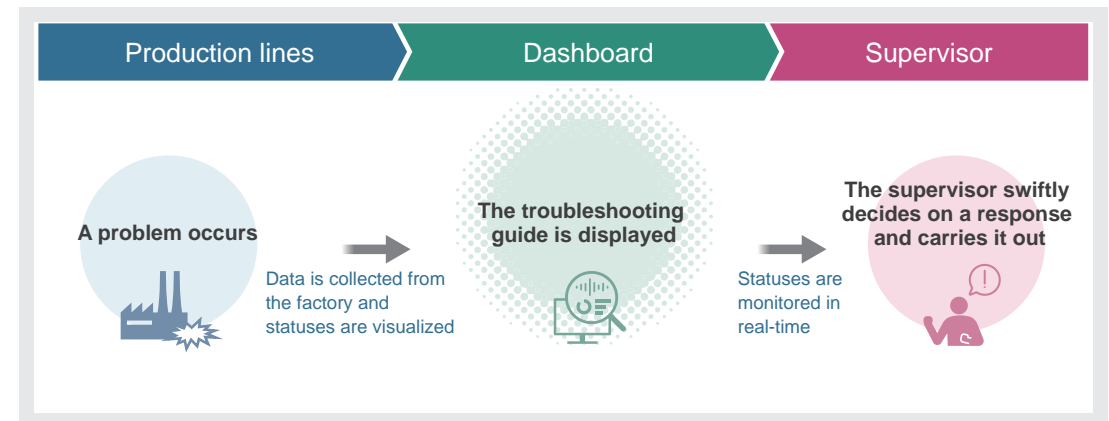 Production lines
Dashboard
Supervisor
A problem occurs
Data is collected from
the factory and
statuses are visualized
The troubleshooting
guide is displayed
Statuses are
monitored in
real-time
The supervisor swiftly
decides on a response
and carries it out
!